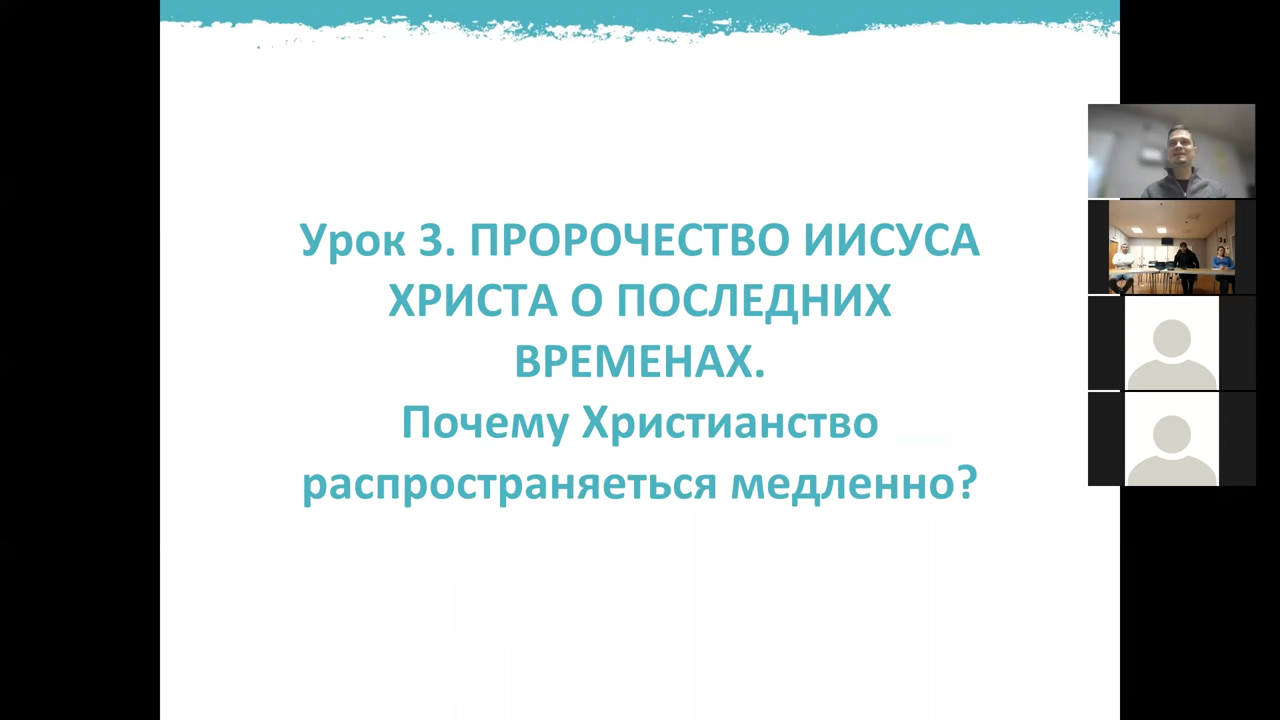 Урок 3. ПРОРОЧЕСТВО ИИСУСА
ХРИСТА О ПОСЛЕДНИХ
ВРЕМЕНАХ.
Почему Христианство
распространяеться медленно?